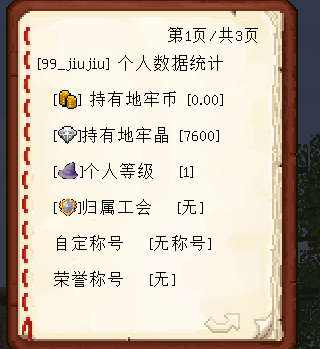 第1页/共3页
[99_jiujiu] 个人数据统计
[] 持有地牢币 [0.00]
[]持有地牢晶 [7600]
[]个人等级 [1]
[]归属工会 [无]
自定称号 [无称号]
荣誉称号 [无]